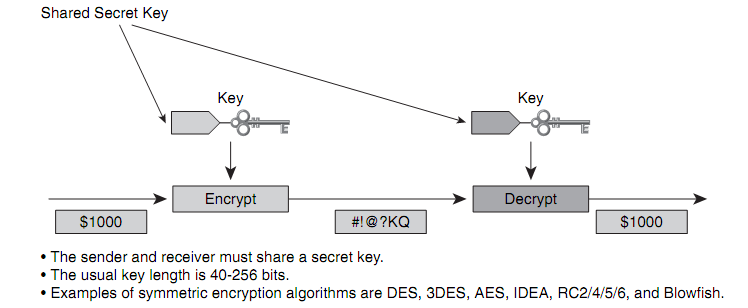 Shared Secret Key
Key
Key
Encrypt
Decrypt
$1000
#!@?KQ
$1000
• The sender and receiver must share a secret key.
• The usual key length is 40-256 bits.
• Examples of symmetric encryption algorithms are DES, 3DES, AES, IDEA, RC2/4/5/6, and Blowfish.